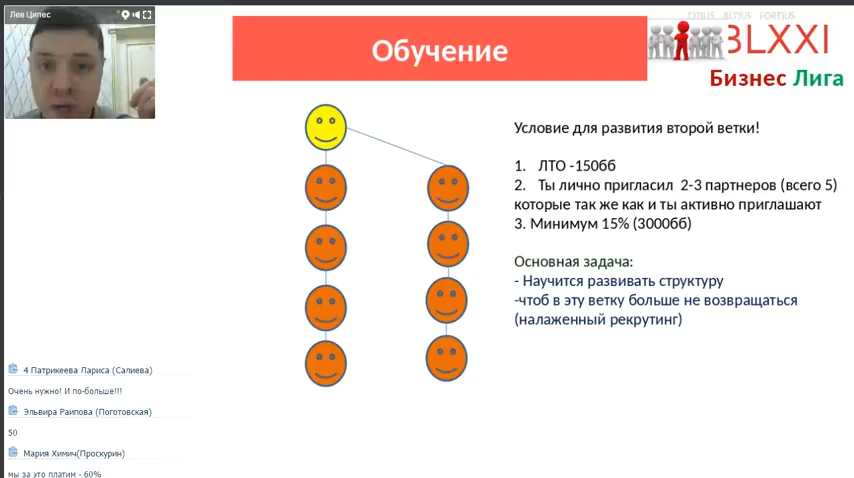 Лев Ципес
Обучение
CITIUS ALTIUS FORTIUS
BLXXI
Бизнес Лига
Условие для развития второй ветки!
1. ЛТО -150бб
2. Ты лично пригласил 2-3 партнеров (всего 5)
которые так же как и ты активно приглашают
3. Минимум 15% (3000бб)
Основная задача:
- Научится развивать структуру
-чтоб в эту ветку больше не возвращаться
(налаженный рекрутинг)
4 Патрикеева Лариса (Салиева)
Очень нужно! И по-больше!!!
Эльвира Раипова (Поготовская)
50
Мария Химич(Проскурин)
мы за это платим - 60%